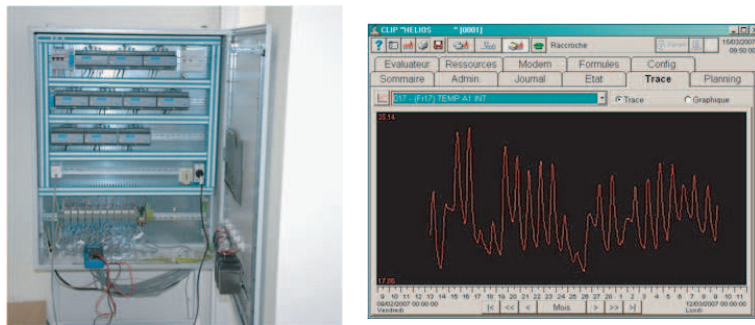 CLIP "HELIOS " [0001]
Raccroche
15/03/2007
09:50:00
Evaluateur Ressources Modem Formules Config
Sommaire Admin. Journal Etat Trace Planning
017 - (Fr17) TEMP A1 INT
Trace Graphique
35.14
17.05
9 10 11 12 13 14 15 16 17 18 19 20 21 22 23 24 25 26 27 28 1 2 3 4 5 6 7 8 9 10 11
09/02/2007 00:00:00
Vendredi
|< << < Mois > >> >|
12/03/2007 00:00:00
Lundi